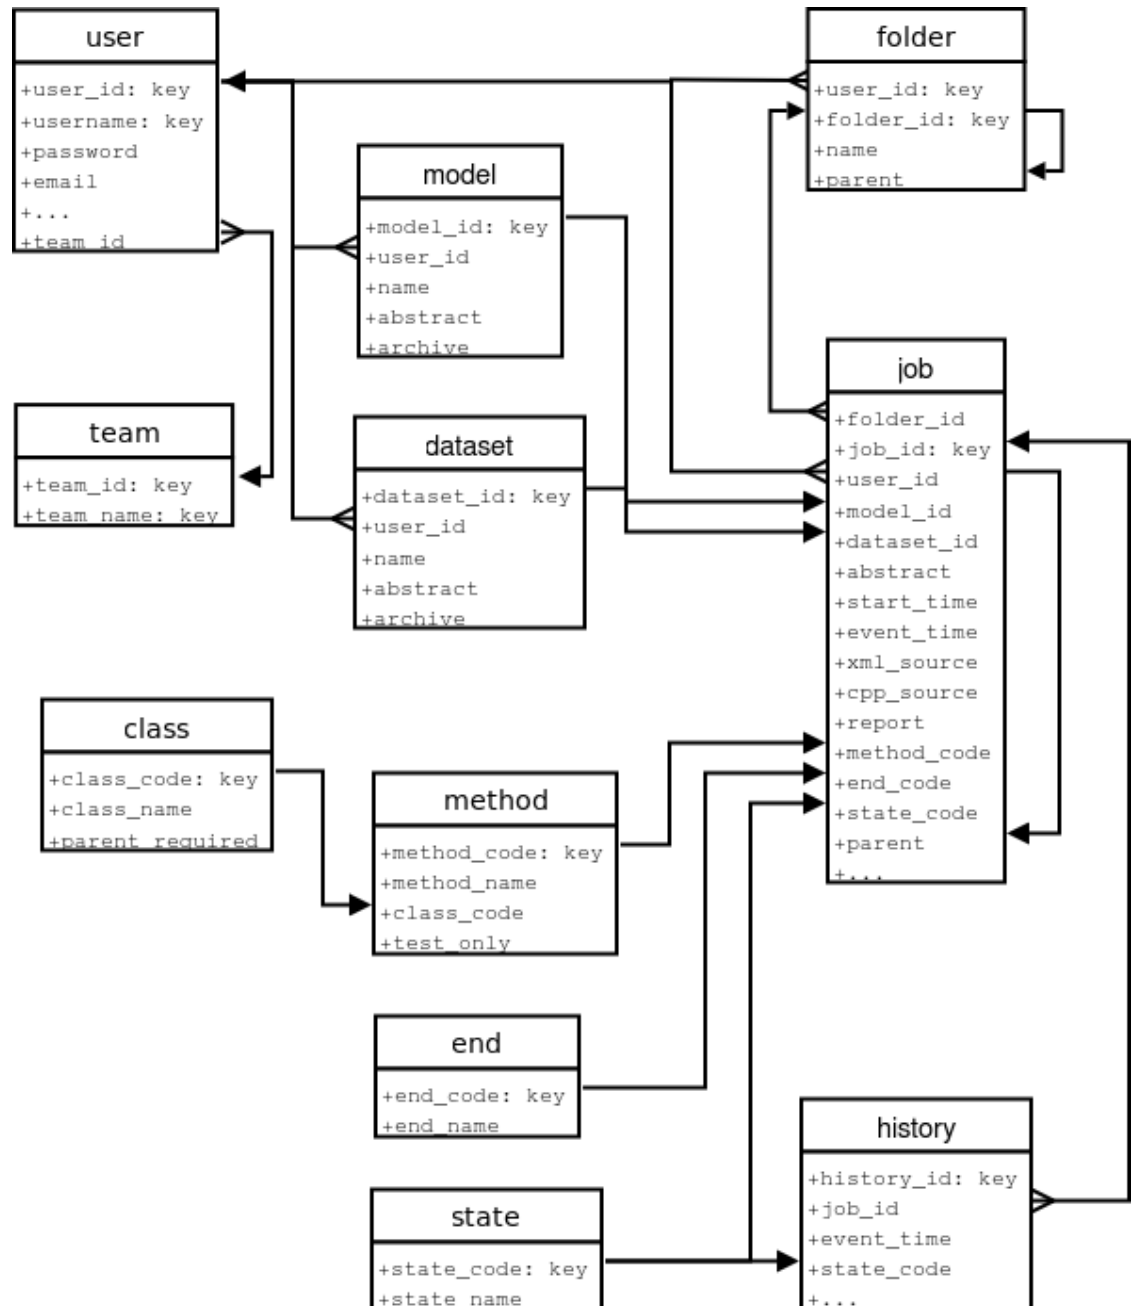 user
+user_id: key
+username: key
+password
+email
+...
+team_id
folder
+user_id: key
+folder_id: key
+name
+parent
model
+model_id: key
+user_id
+name
+abstract
+archive
team
+team_id: key
+team_name: key
dataset
+dataset_id: key
+user_id
+name
+abstract
+archive
job
+folder_id
+job_id: key
+user_id
+model_id
+dataset_id
+abstract
+start_time
+event_time
+xml_source
+cpp_source
+report
+method_code
+end_code
+state_code
+parent
+...
class
+class_code: key
+class_name
+parent_required
method
+method_code: key
+method_name
+class_code
+test_only
end
+end_code: key
+end_name
state
+state_code: key
+state_name
history
+history_id: key
+job_id
+event_time
+state_code
+...